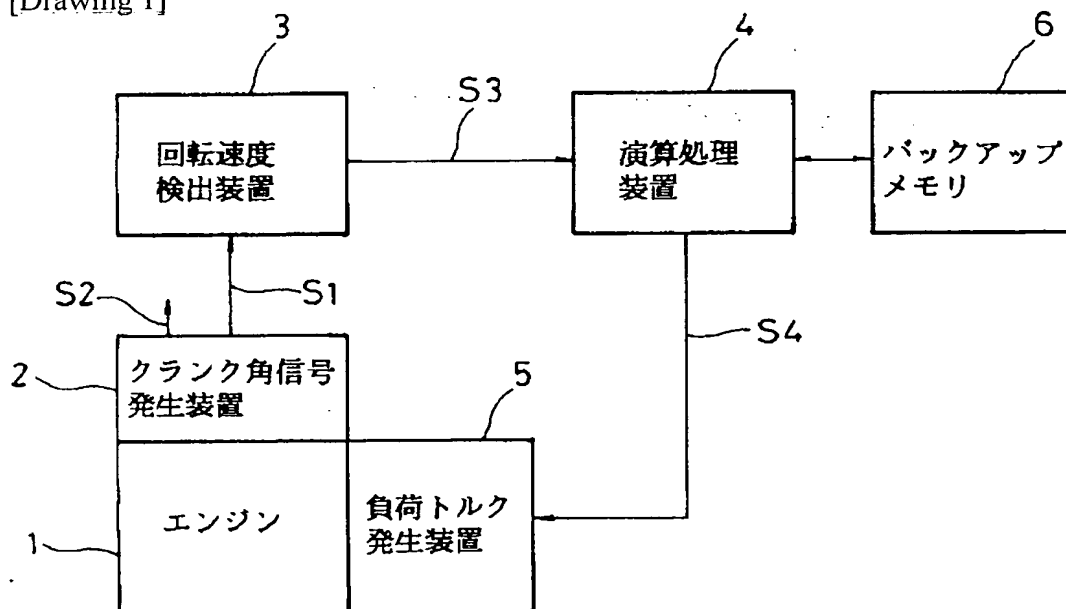 [Drawing 1]
3
4
6
S3
回転速度
検出装置
演算処理
装置
バックアップ
メモリ
S2
S1
S4
2
クランク角信号
発生装置
5
エンジン
負荷トルク
発生装置
1